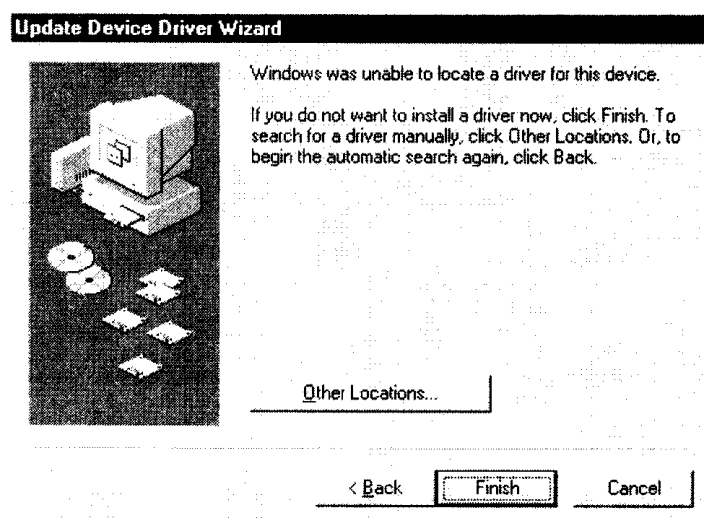 Update Device Driver Wizard
Windows was unable to locate a driver for this device.
If you do not want to install a driver now, click Finish. To
search for a driver manually, click Other Locations. Or, to
begin the automatic search again, click Back.
Other Locations...
< Back
Finish
Cancel